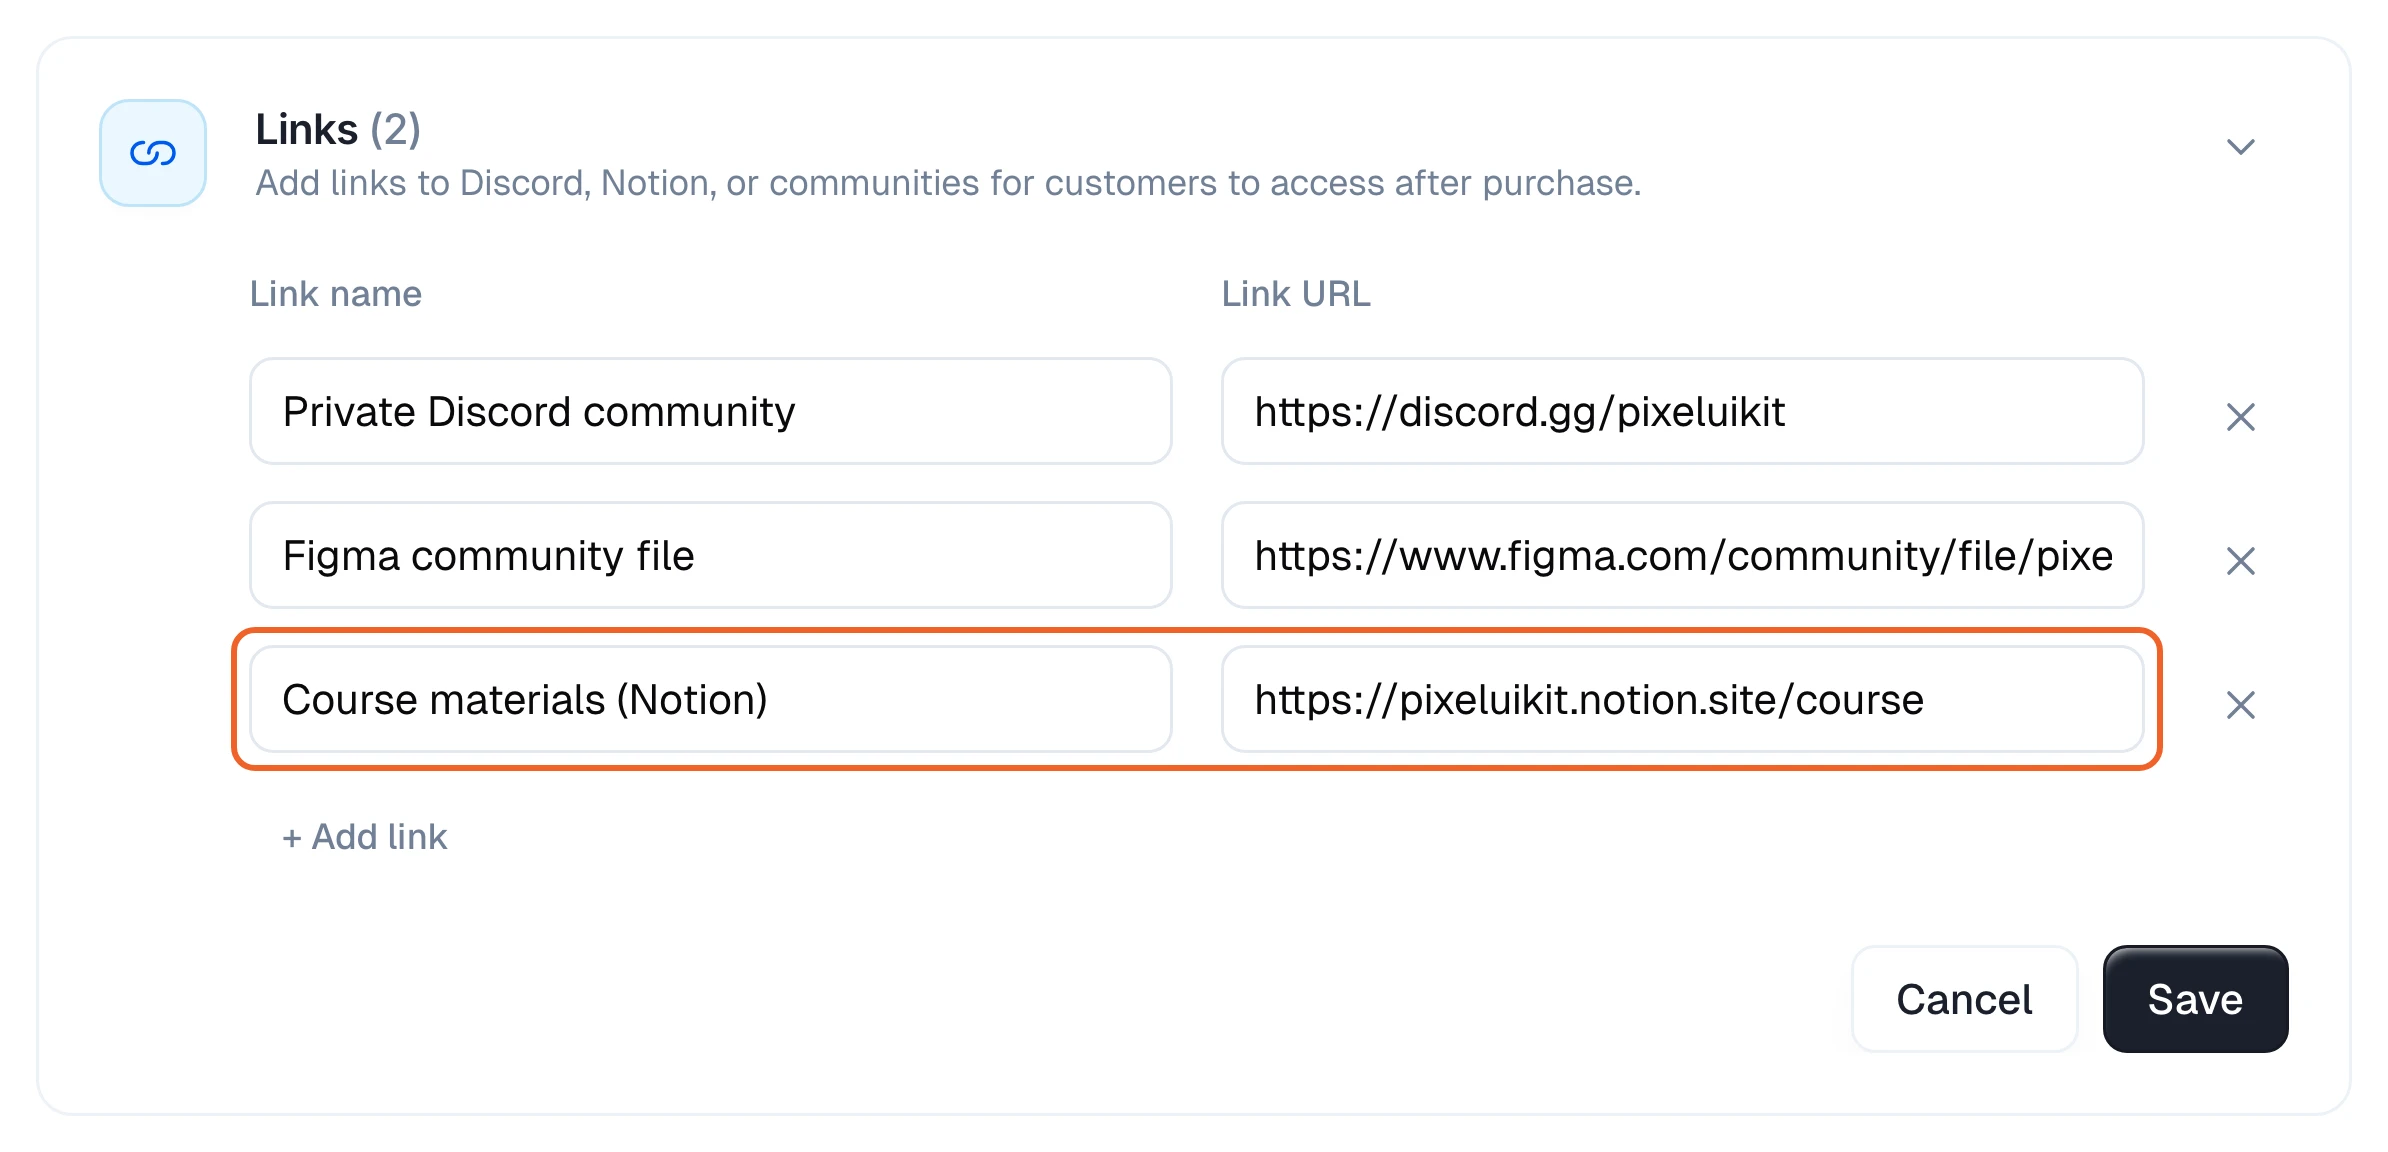 Links (2)
Add links to Discord, Notion, or communities for customers to access after purchase.
Link name Link URL
Private Discord community https://discord.gg/pixeluikit
Figma community file https://www.figma.com/community/file/pixe
Course materials (Notion) https://pixeluikit.notion.site/course
+ Add link
Cancel Save